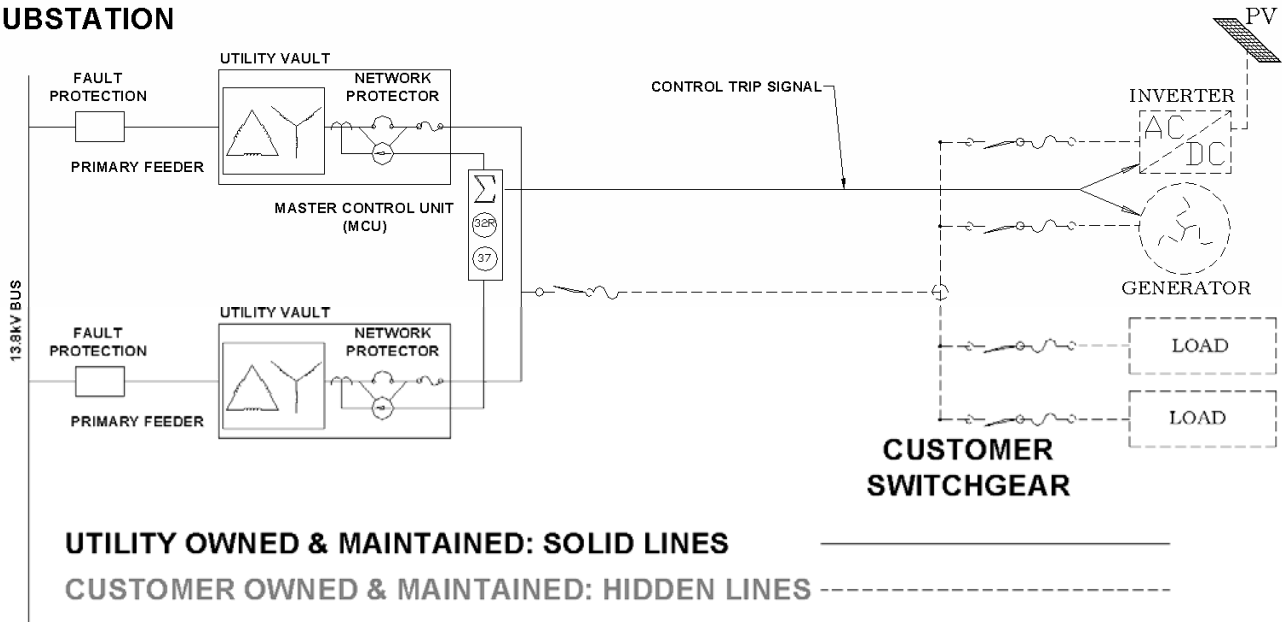 UBSTATION
PV
UTILITY VAULT
FAULT
PROTECTION
NETWORK
PROTECTOR
CONTROL TRIP SIGNAL
INVERTER
AC
DC
PRIMARY FEEDER
Σ
MASTER CONTROL UNIT
(MCU)
32R
37
GENERATOR
13.8kV BUS
UTILITY VAULT
FAULT
PROTECTION
NETWORK
PROTECTOR
LOAD
PRIMARY FEEDER
LOAD
CUSTOMER
SWITCHGEAR
UTILITY OWNED & MAINTAINED: SOLID LINES
CUSTOMER OWNED & MAINTAINED: HIDDEN LINES